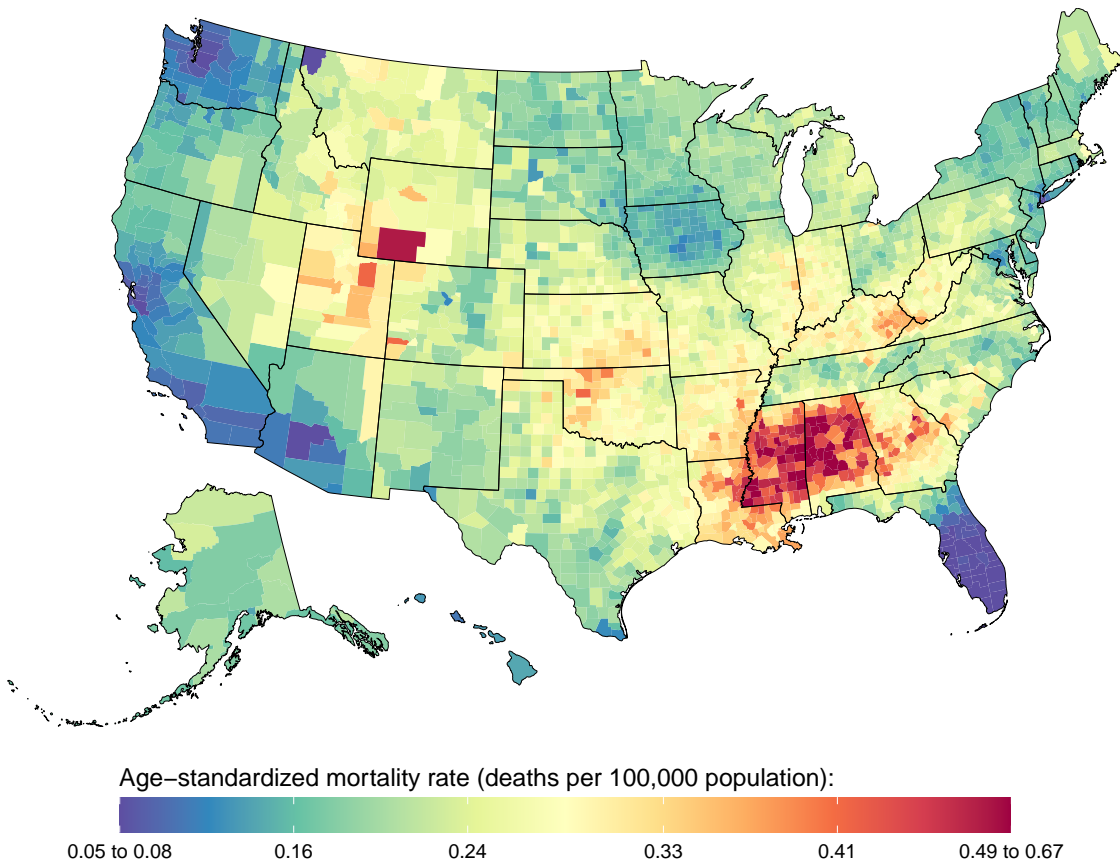 Age−standardized mortality rate (deaths per 100,000 population):
0.05 to 0.08 0.16 0.24 0.33 0.41 0.49 to 0.67